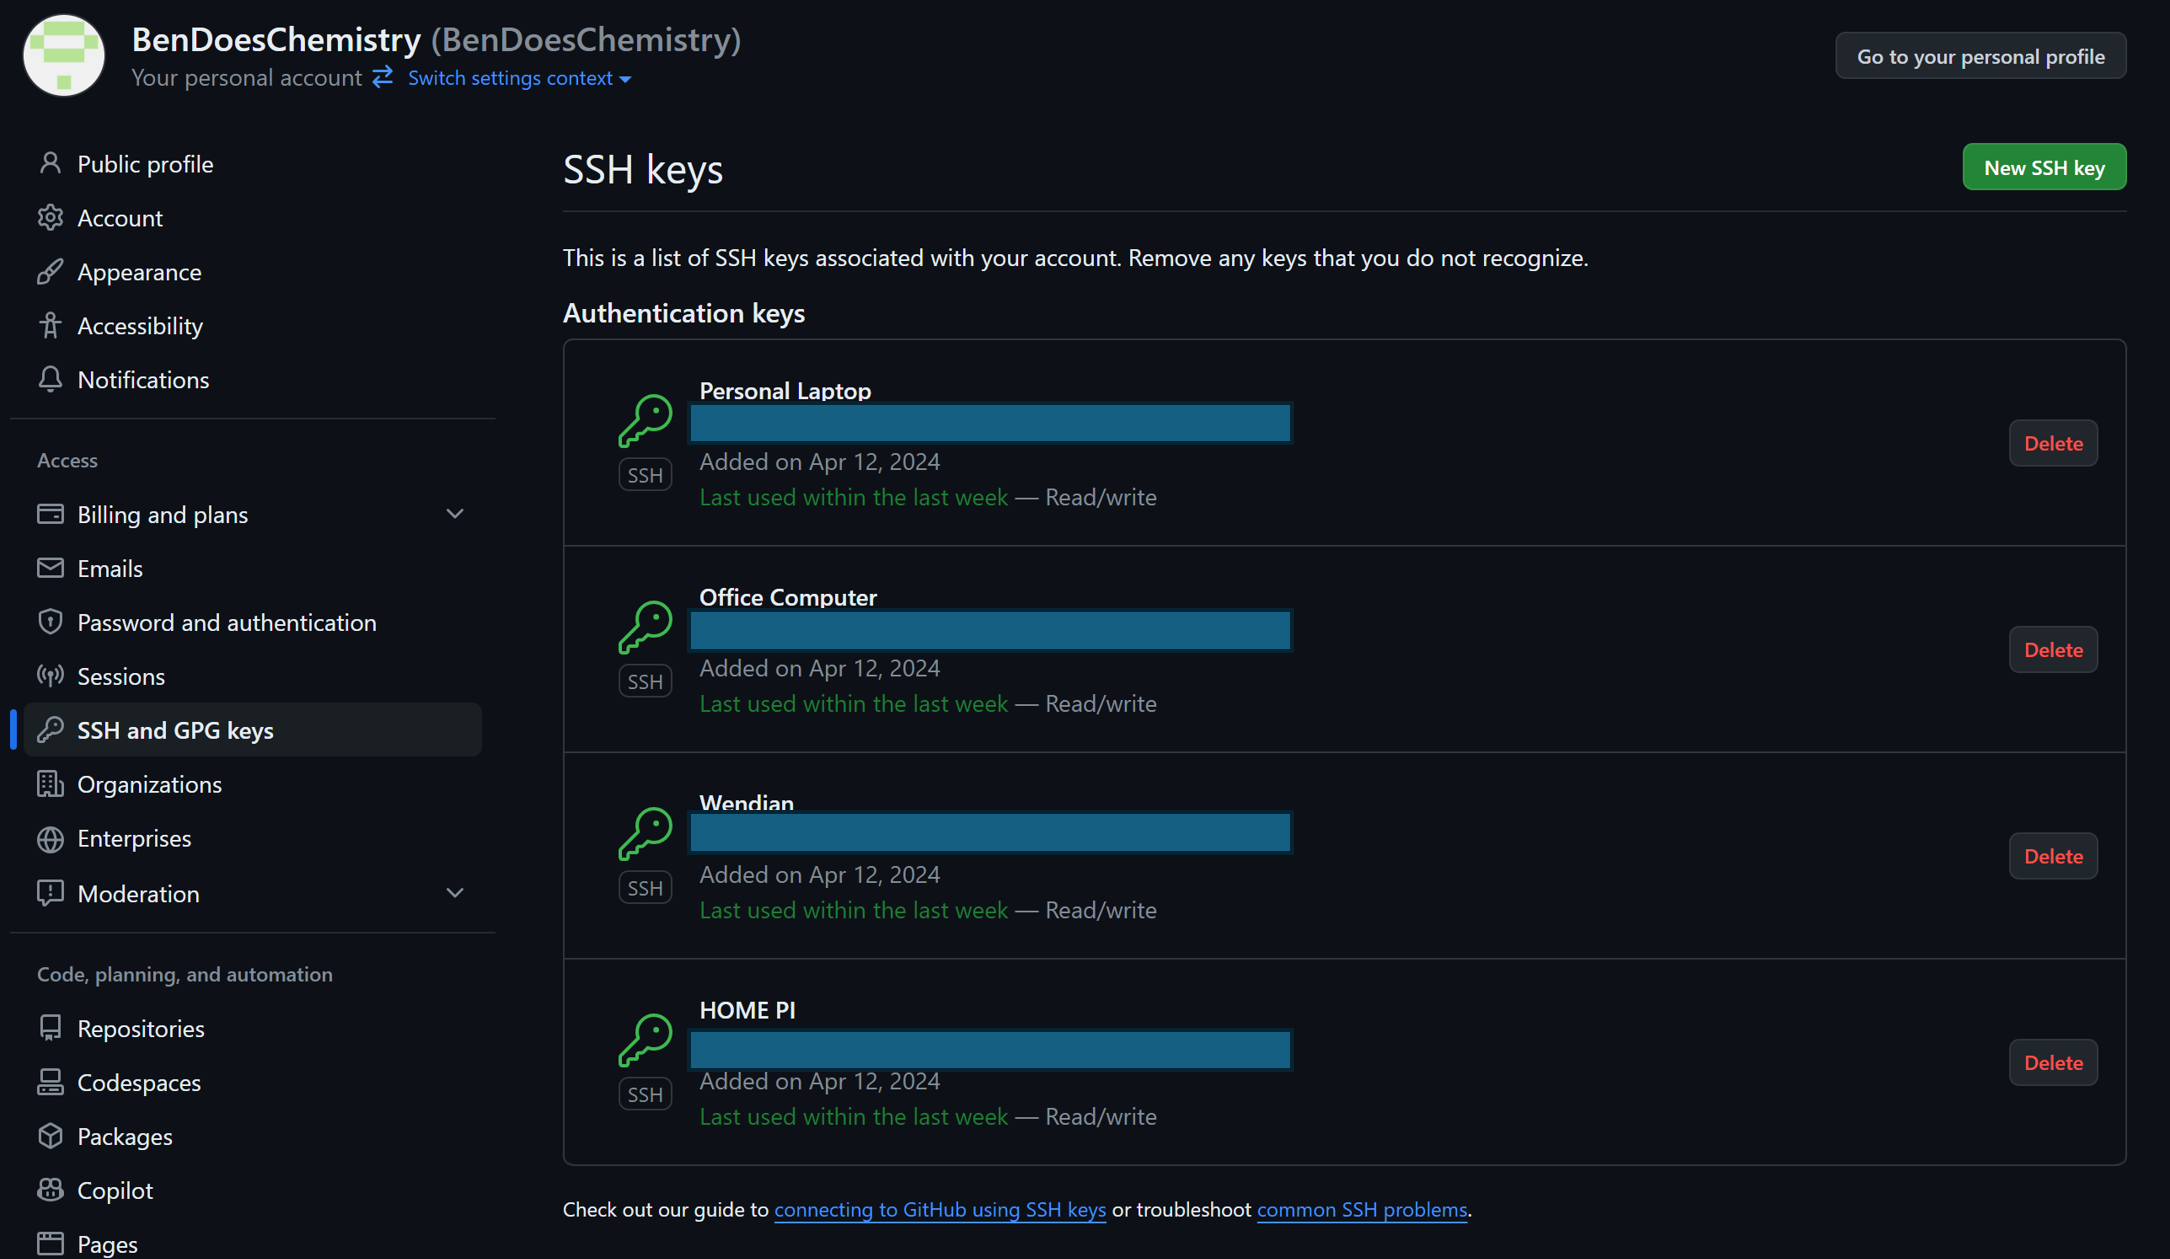 BenDoesChemistry (BenDoesChemistry)
Your personal account Switch settings context
Go to your personal profile
Public profile
Account
Appearance
Accessibility
Notifications
Access
Billing and plans
Emails
Password and authentication
Sessions
SSH and GPG keys
Organizations
Enterprises
Moderation
Code, planning, and automation
Repositories
Codespaces
Packages
Copilot
Pages
SSH keys
New SSH key
This is a list of SSH keys associated with your account. Remove any keys that you do not recognize.
Authentication keys
Personal Laptop
SSH
Added on Apr 12, 2024
Last used within the last week — Read/write
Delete
Office Computer
SSH
Added on Apr 12, 2024
Last used within the last week — Read/write
Delete
Wendian
SSH
Added on Apr 12, 2024
Last used within the last week — Read/write
Delete
HOME PI
SSH
Added on Apr 12, 2024
Last used within the last week — Read/write
Delete
Check out our guide to connecting to GitHub using SSH keys or troubleshoot common SSH problems.